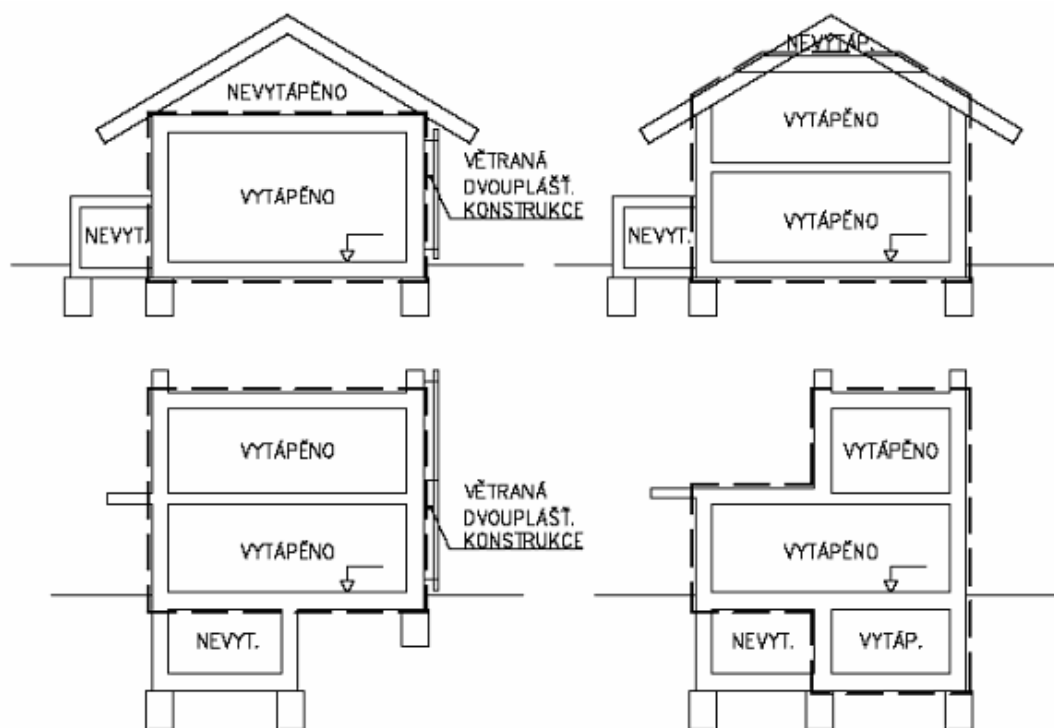 NEVYTÁPĚNO
VYTÁPĚNO
NEVYT.
VĚTRANÁ
DVOUPLÁŠŤ.
KONSTRUKCE
NEVYTÁP.
VYTÁPĚNO
VYTÁPĚNO
NEVYT.
VYTÁPĚNO
VYTÁPĚNO
NEVYT.
VĚTRANÁ
DVOUPLÁŠŤ.
KONSTRUKCE
VYTÁPĚNO
VYTÁPĚNO
NEVYT.
VYTÁP.